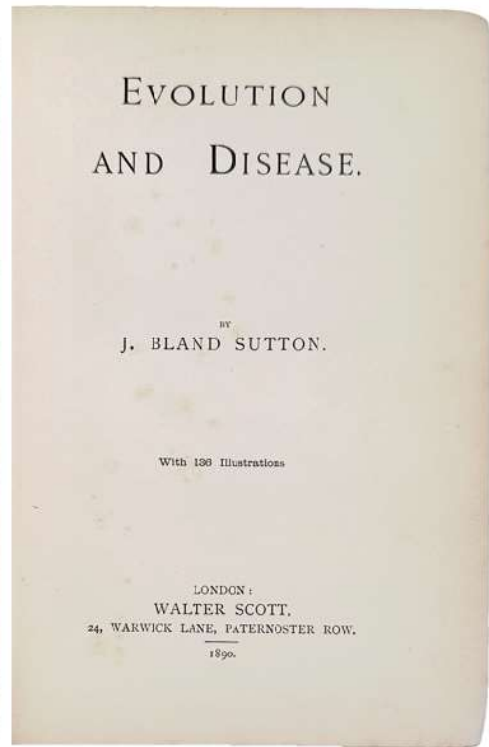 EVOLUTION
AND DISEASE.
BY
J. BLAND SUTTON.
With 136 Illustrations
LONDON:
WALTER SCOTT,
24, WARWICK LANE, PATERNOSTER ROW.
1890.